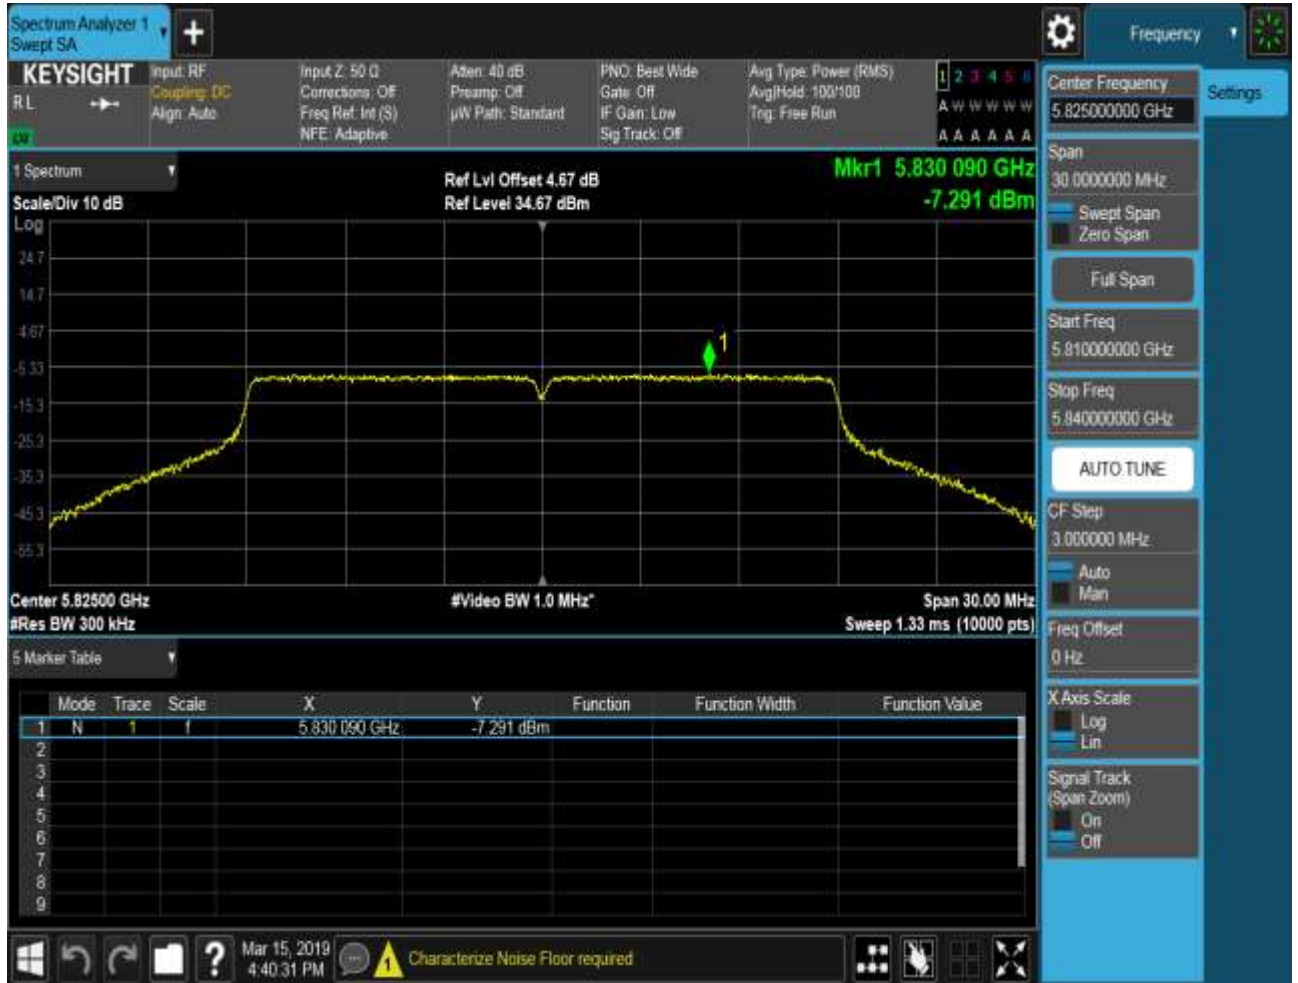 Spectrum Analyzer 1
Swept SA
+
Frequency
KEYSIGHT
R L
Input: RF
Coupling: DC
Align: Auto
Input Z: 50 Ω
Corrections: Off
Freq Ref: Int (S)
NFE: Adaptive
Atten: 40 dB
Preamp: Off
µW Path: Standard
PNO: Best Wide
Gate: Off
IF Gain: Low
Sig Track: Off
Avg Type: Power (RMS)
Avg|Hold: 100/100
Trig: Free Run
1 2 3 4 5 6
A W W W W W
A A A A A A
1 Spectrum
Scale/Div 10 dB
Log
Ref Lvl Offset 4.67 dB
Ref Level 34.67 dBm
Mkr1 5.830 090 GHz
-7.291 dBm
24.7
14.7
4.67
-5.33
-15.3
-25.3
-35.3
-45.3
-55.3
1
Center 5.82500 GHz
#Res BW 300 kHz
#Video BW 1.0 MHz*
Span 30.00 MHz
Sweep 1.33 ms (10000 pts)
5 Marker Table
Mode Trace Scale X Y Function Function Width Function Value
1 N 1 f 5.830 090 GHz -7.291 dBm
2
3
4
5
6
7
8
9
Mar 15, 2019
4:40:31 PM
?
1
Characterize Noise Floor required
Settings
Center Frequency
5.825000000 GHz
Span
30.0000000 MHz
Swept Span
Zero Span
Full Span
Start Freq
5.810000000 GHz
Stop Freq
5.840000000 GHz
AUTO TUNE
CF Step
3.000000 MHz
Auto
Man
Freq Offset
0 Hz
X Axis Scale
Log
Lin
Signal Track
(Span Zoom)
On
Off